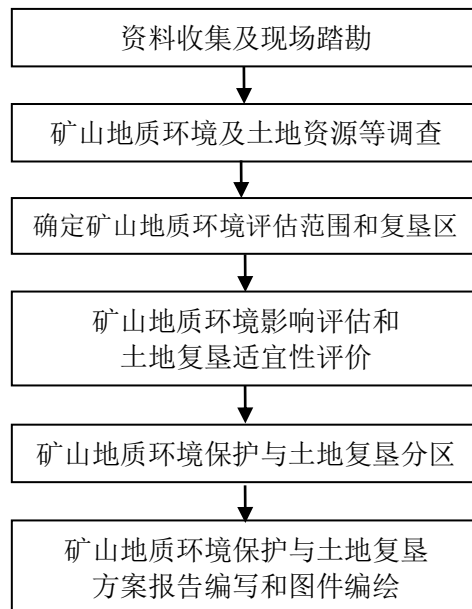 资料收集及现场踏勘
矿山地质环境及土地资源等调查
确定矿山地质环境评估范围和复垦区
矿山地质环境影响评估和
土地复垦适宜性评价
矿山地质环境保护与土地复垦分区
矿山地质环境保护与土地复垦
方案报告编写和图件编绘